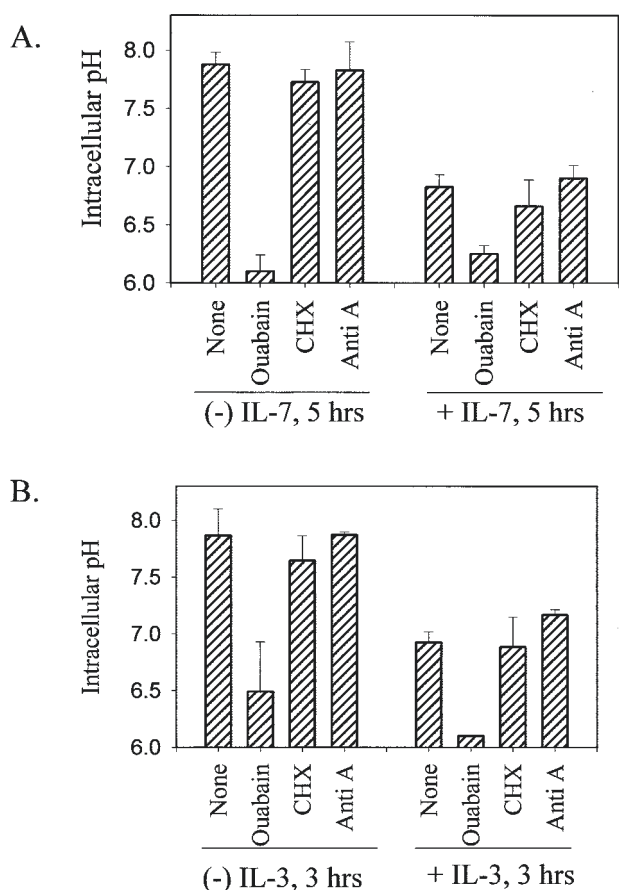 A.
Intracellular pH
8.0
7.5
7.0
6.5
6.0
None
Ouabain
CHX
Anti A
None
Ouabain
CHX
Anti A
(-) IL-7, 5 hrs
+ IL-7, 5 hrs
B.
Intracellular pH
8.0
7.5
7.0
6.5
6.0
None
Ouabain
CHX
Anti A
None
Ouabain
CHX
Anti A
(-) IL-3, 3 hrs
+ IL-3, 3 hrs